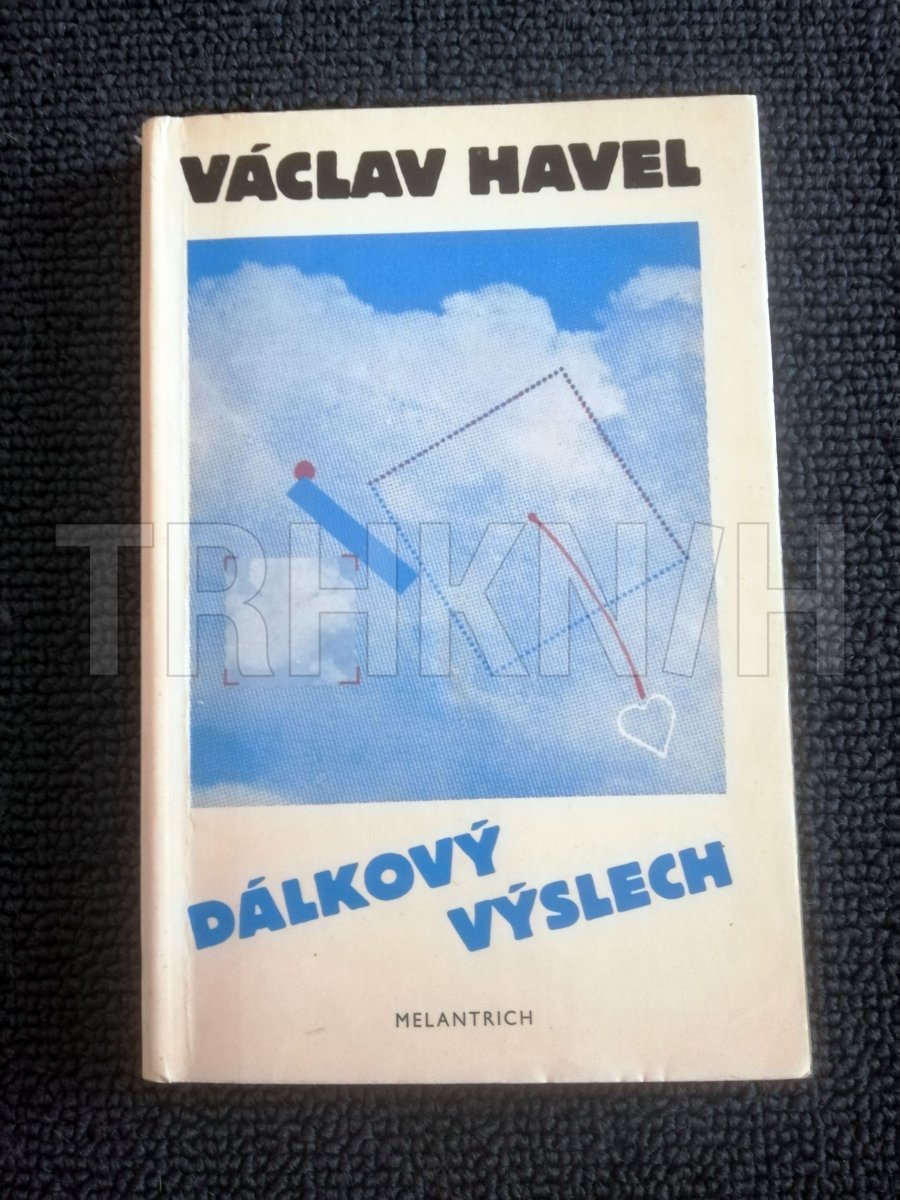 VÁCLAV HAVEL
TRHKNIH
DÁLKOVÝ
VÝSLECH
MELANTRICH